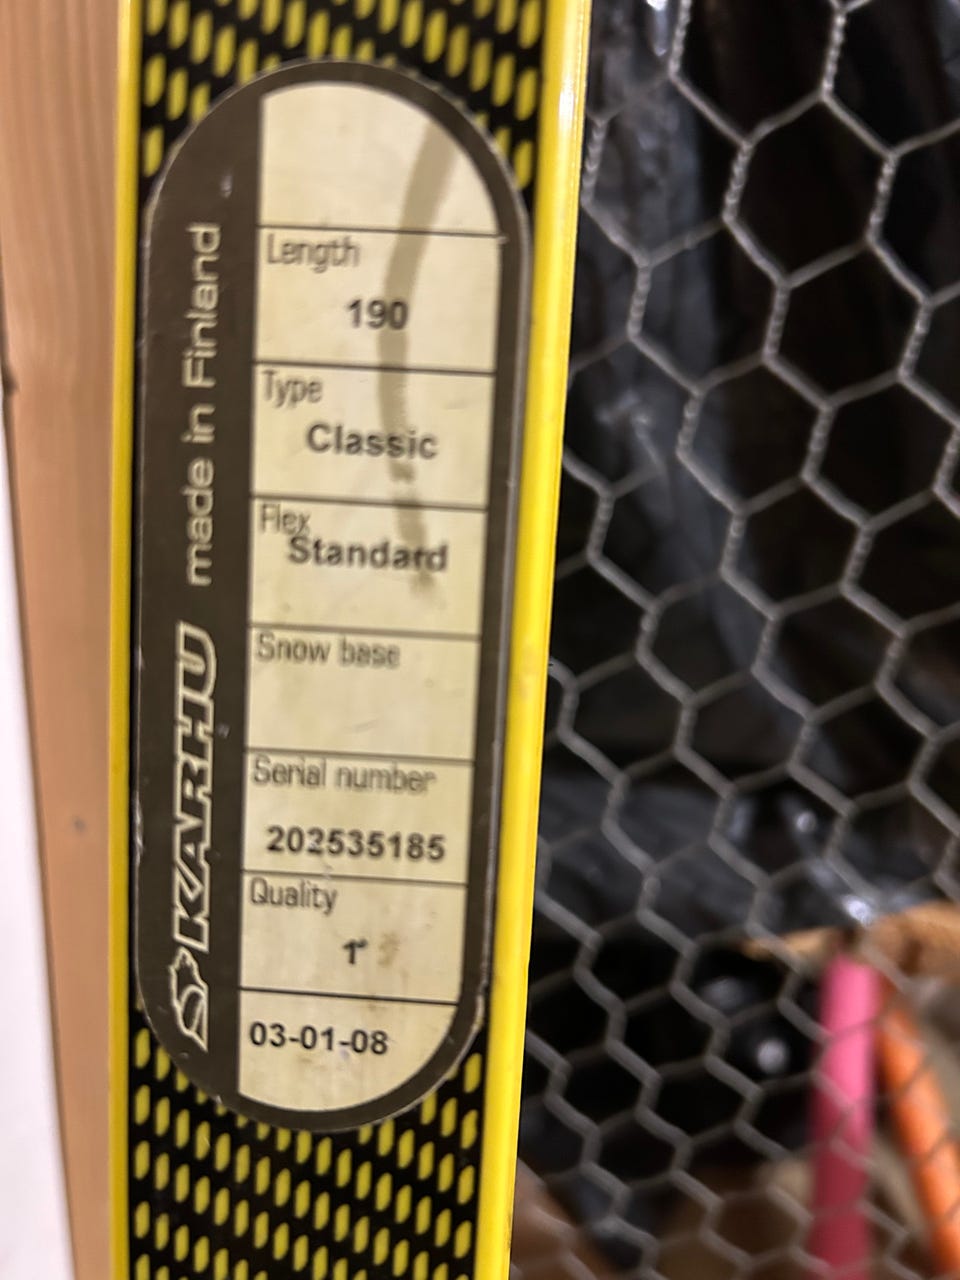 Length
190
Type
Classic
Flex
Standard
Snow base
Serial number
202535185
Quality
1*
03-01-08
KARHU made in Finland